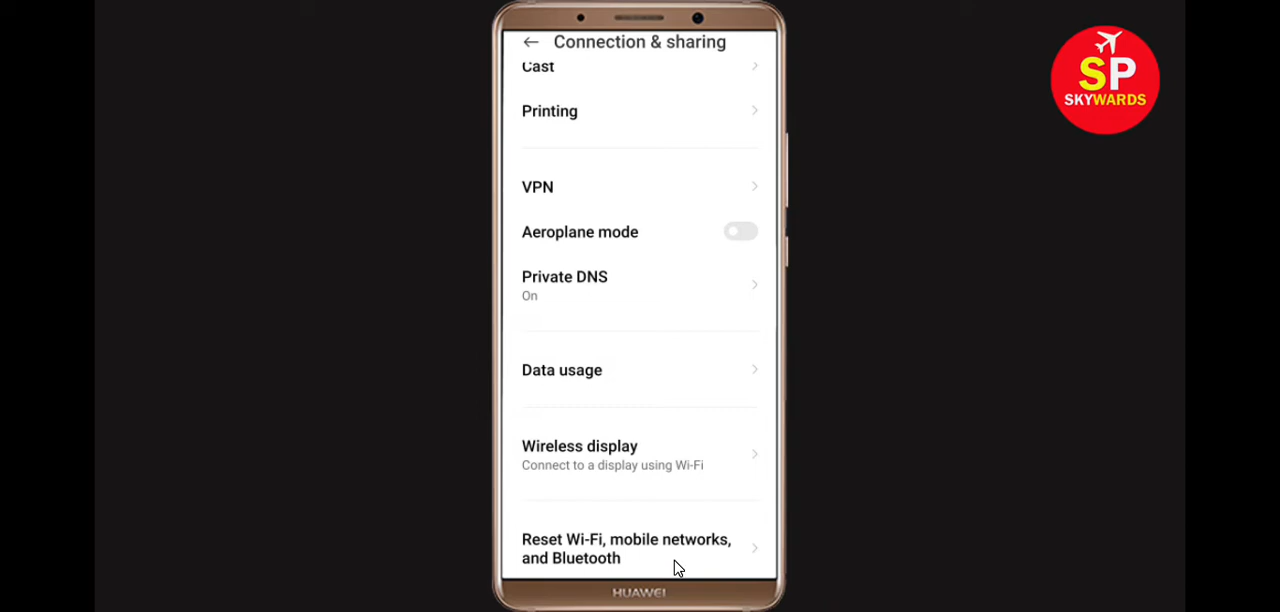 Connection & sharing
Cast
Printing
VPN
Aeroplane mode
Private DNS
On
Data usage
Wireless display
Connect to a display using Wi-Fi
Reset Wi-Fi, mobile networks,
and Bluetooth
HUAWEI
SP
SKYWARDS